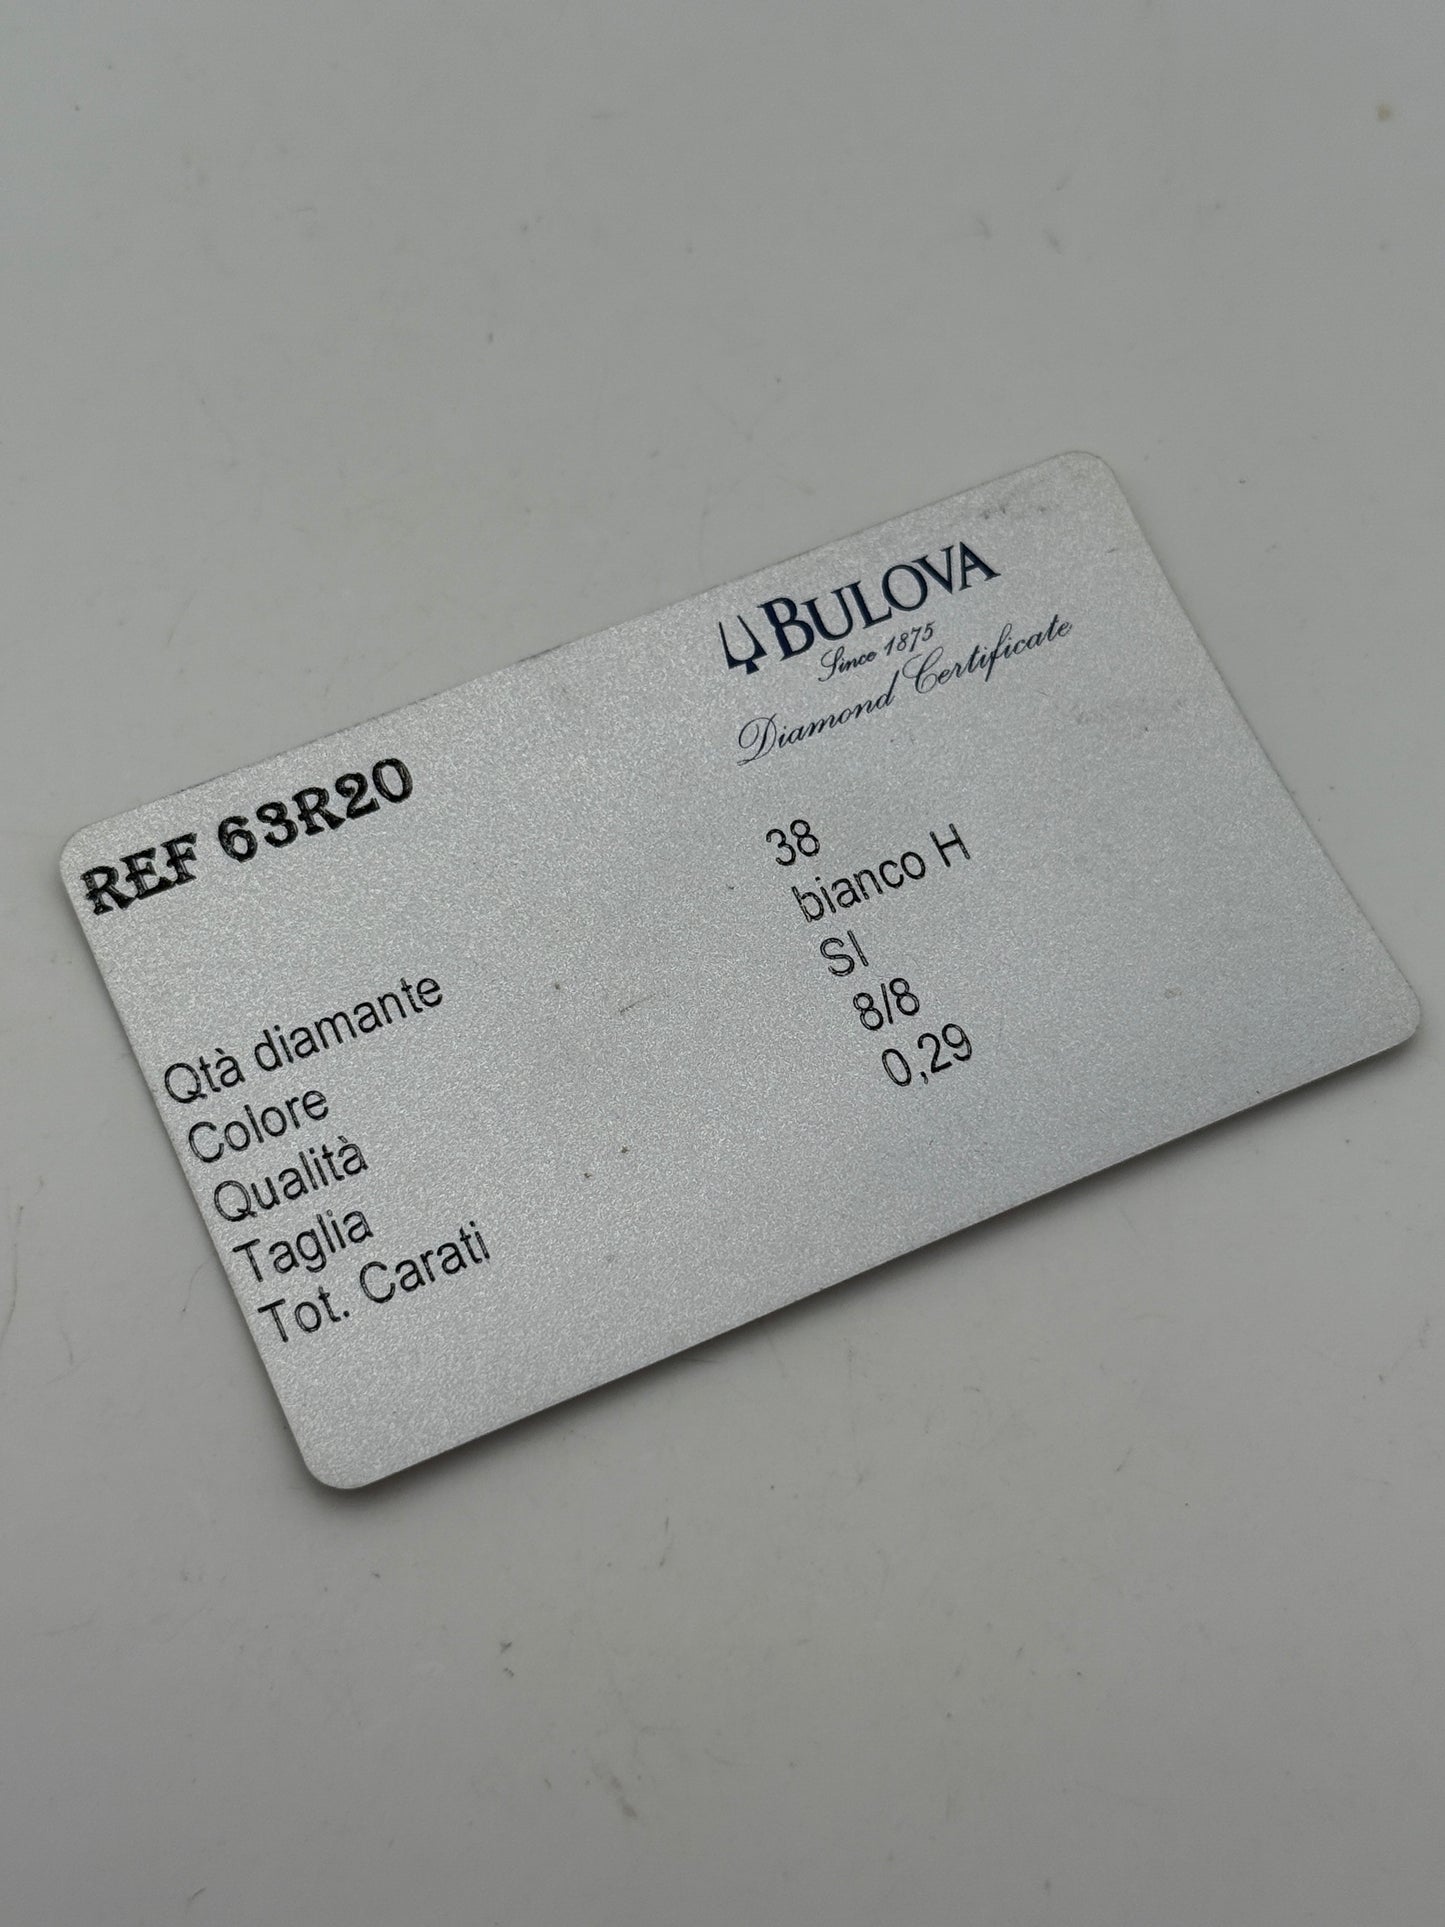 BULOVA
Since 1875
Diamond Certificate
REF 63R20
Qtà diamante 38
Colore bianco H
Qualità SI
Taglia 8/8
Tot. Carati 0,29